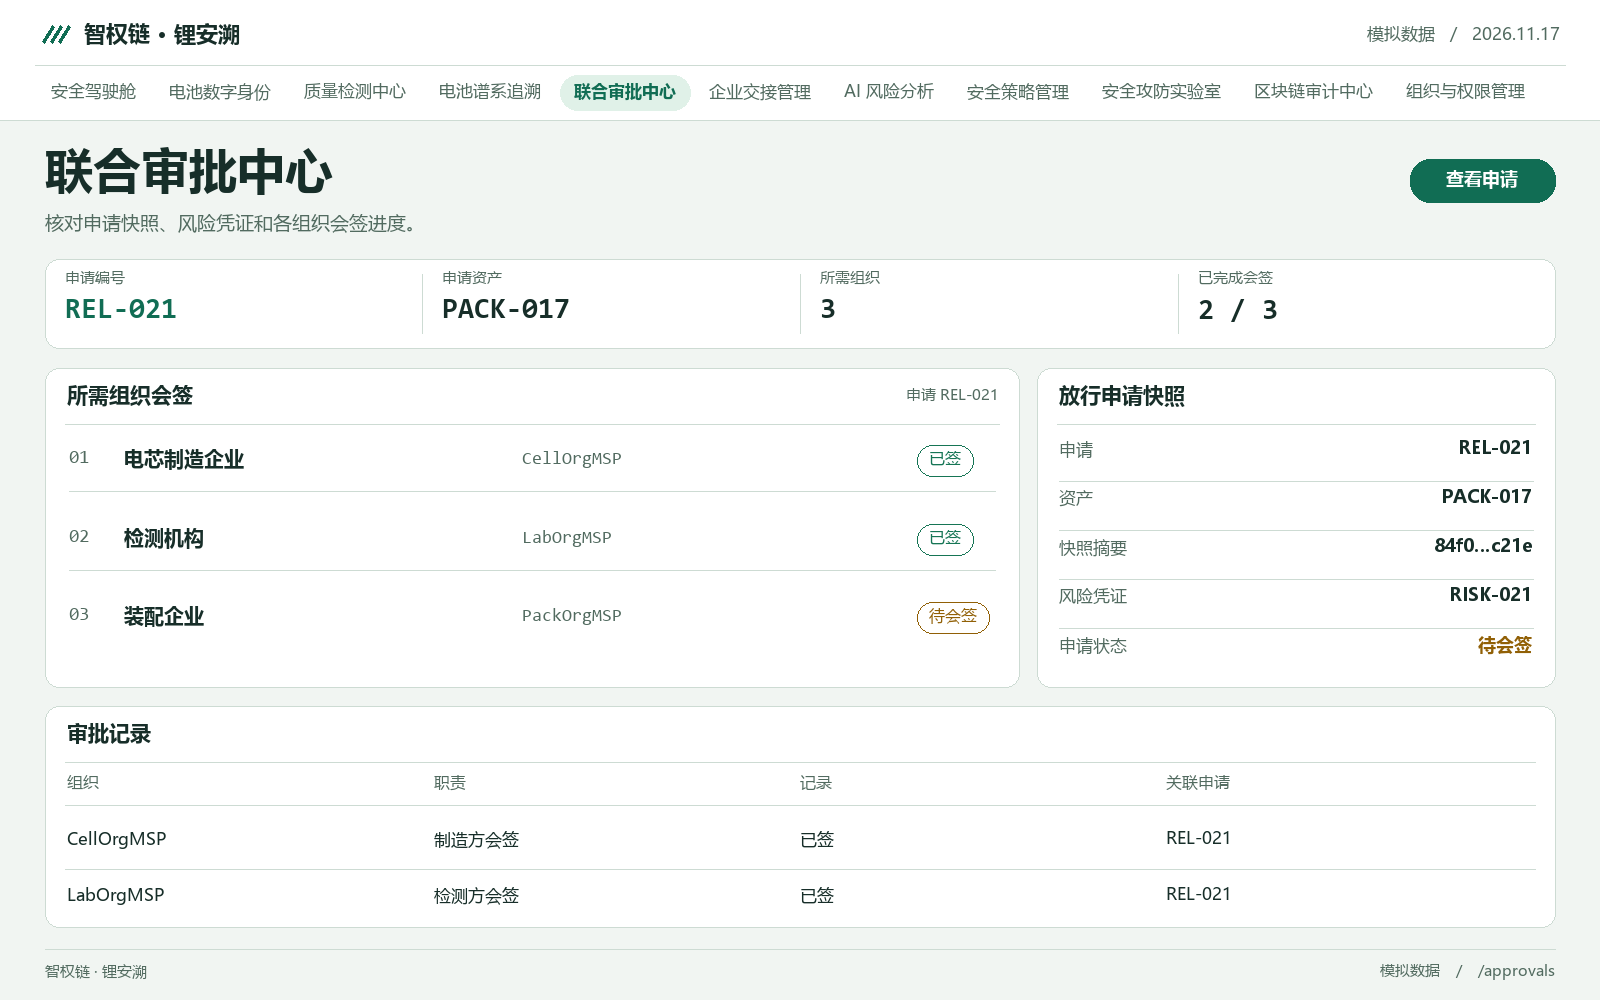 智权链·锂安溯
模拟数据 / 2026.11.17
安全驾驶舱 电池数字身份 质量检测中心 电池谱系追溯 联合审批中心 企业交接管理 AI 风险分析 安全策略管理 安全攻防实验室 区块链审计中心 组织与权限管理
联合审批中心
查看申请
核对申请快照、风险凭证和各组织会签进度。
申请编号 申请资产 所需组织 已完成会签
REL-021 PACK-017 3 2 / 3
所需组织会签 申请 REL-021
01 电芯制造企业 CellOrgMSP 已签
02 检测机构 LabOrgMSP 已签
03 装配企业 PackOrgMSP 待会签
放行申请快照
申请 REL-021
资产 PACK-017
快照摘要 84f0...c21e
风险凭证 RISK-021
申请状态 待会签
审批记录
组织 职责 记录 关联申请
CellOrgMSP 制造方会签 已签 REL-021
LabOrgMSP 检测方会签 已签 REL-021
智权链·锂安溯
模拟数据 / /approvals